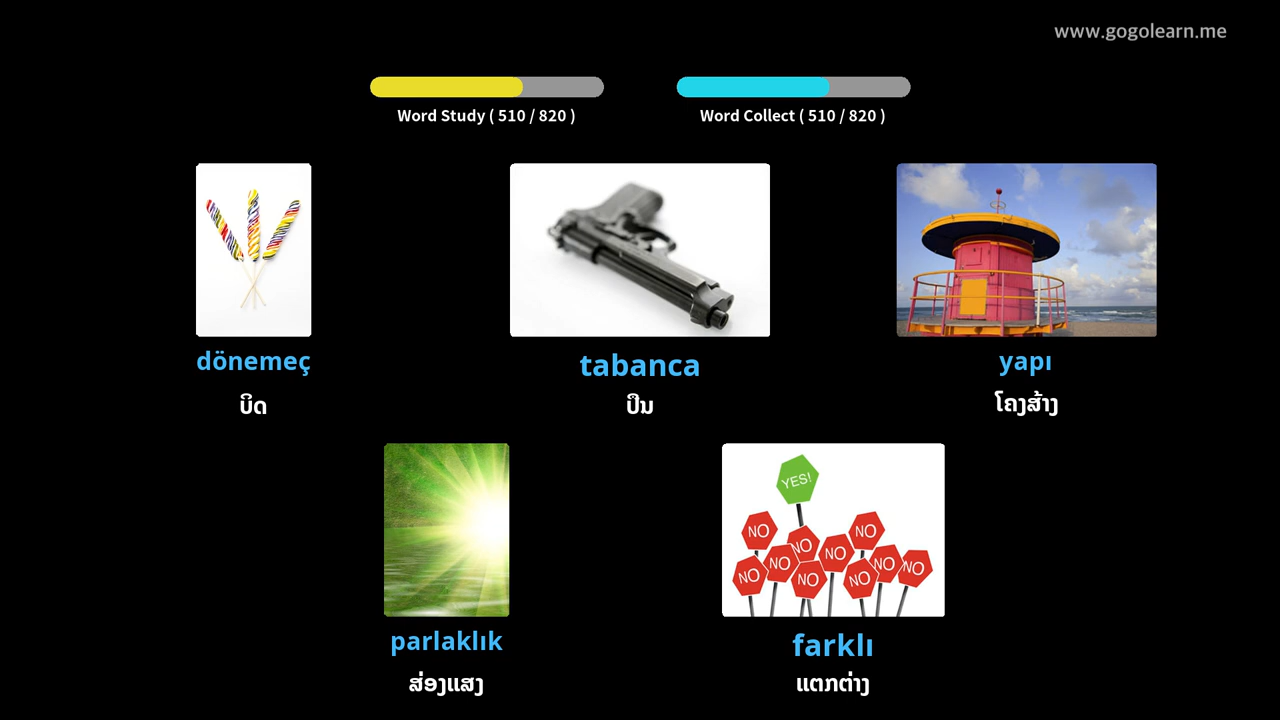 www.gogolearn.me
Word Study ( 510 / 820 )
Word Collect ( 510 / 820 )
dönemeç
ບິດ
tabanca
ປືນ
yapı
ໂຄງສ້າງ
parlaklık
ສ່ອງແສງ
YES!
NO
NO
NO
NO
NO
NO
NO
NO
NO
NO
farklı
ແຕກຕ່າງ